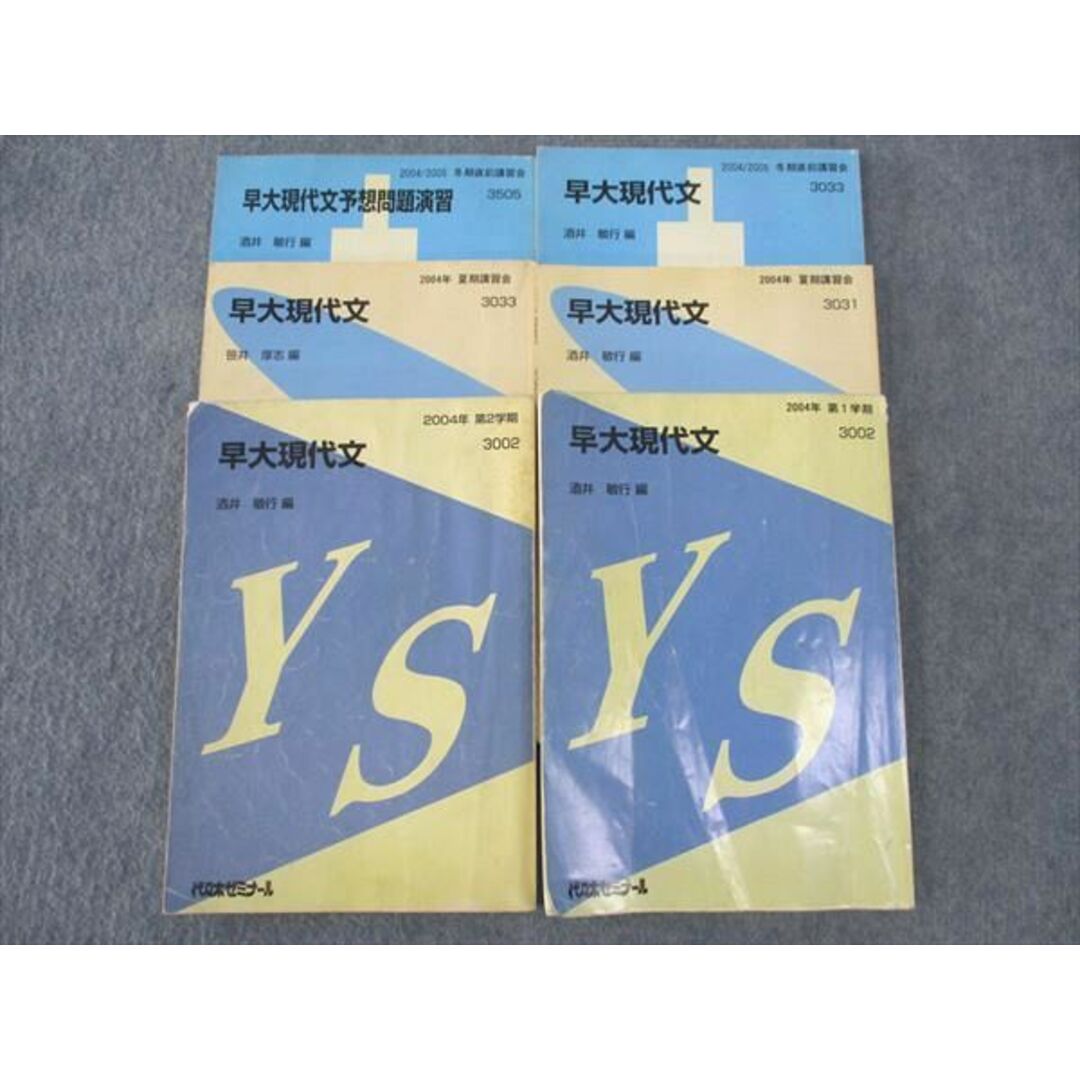 2004/2005 冬期直前講習会
早大現代文予想問題演習
3505
酒井 敏行 編
2004/2005 冬期直前講習会
早大現代文
3033
酒井 敏行 編
2004年 夏期講習会
早大現代文
3033
笹井 厚志 編
2004年 夏期講習会
早大現代文
3031
酒井 敏行 編
2004年 第2学期
早大現代文
3002
酒井 敏行 編
YS
代々木ゼミナール
2004年 第1学期
早大現代文
3002
酒井 敏行 編
YS
代々木ゼミナール